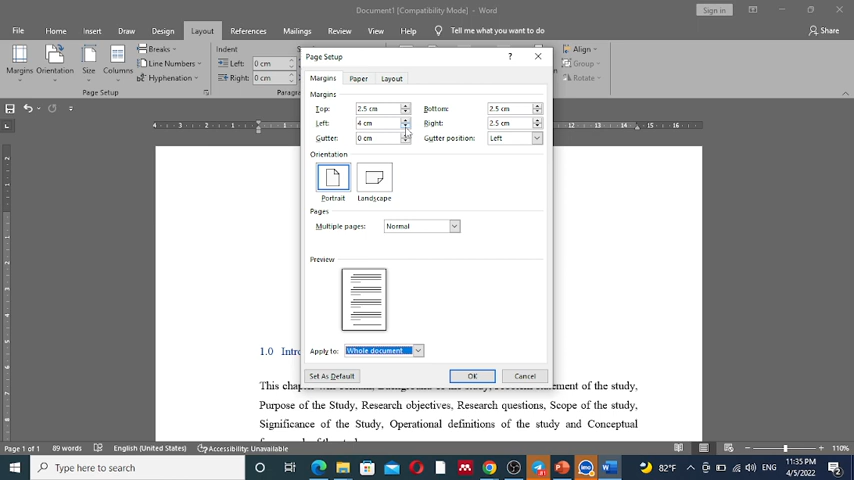 Document1 [Compatibility Mode] - Word
Sign in
File Home Insert Draw Design Layout References Mailings Review View Help Tell me what you want to do Share
Margins Orientation Size Columns
Breaks
Line Numbers
Hyphenation
Page Setup
Indent
Left: 0 cm
Right: 0 cm
Align
Group
Rotate
Page Setup
Margins Paper Layout
Margins
Top: 2.5 cm Bottom: 2.5 cm
Left: 4 cm Right: 2.5 cm
Gutter: 0 cm Gutter position: Left
Orientation
Portrait Landscape
Pages
Multiple pages: Normal
Preview
Apply to: Whole document
Set As Default OK Cancel
1.0 Intr
This chap
statement of the study,
Purpose of the Study, Research objectives, Research questions, Scope of the study,
Significance of the Study, Operational definitions of the study and Conceptual
Page 1 of 1 89 words English (United States) Accessibility: Unavailable 110%
Type here to search
82°F ENG
11:35 PM
4/5/2022